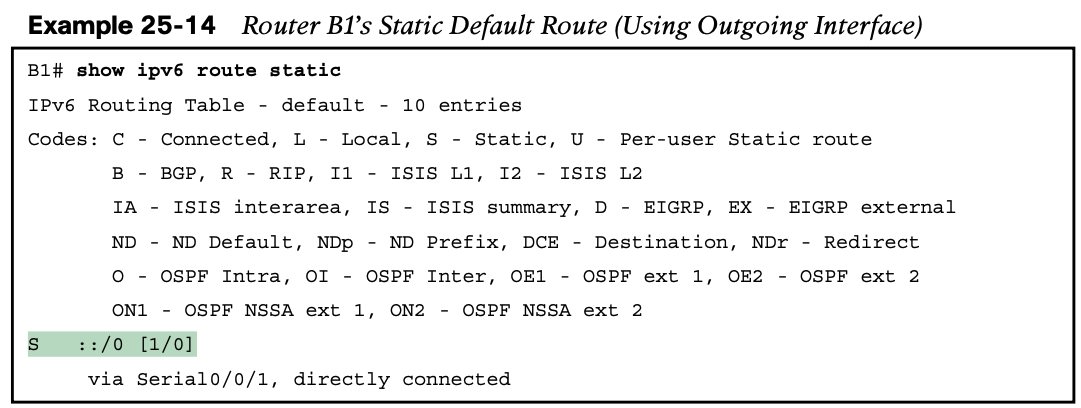 Example 25-14 Router B1's Static Default Route (Using Outgoing Interface)
B1# show ipv6 route static
IPv6 Routing Table - default - 10 entries
Codes: C - Connected, L - Local, S - Static, U - Per-user Static route
B - BGP, R - RIP, I1 - ISIS L1, I2 - ISIS L2
IA - ISIS interarea, IS - ISIS summary, D - EIGRP, EX - EIGRP external
ND - ND Default, NDp - ND Prefix, DCE - Destination, NDr - Redirect
O - OSPF Intra, OI - OSPF Inter, OE1 - OSPF ext 1, OE2 - OSPF ext 2
ON1 - OSPF NSSA ext 1, ON2 - OSPF NSSA ext 2
S ::/0 [1/0]
via Serial0/0/1, directly connected